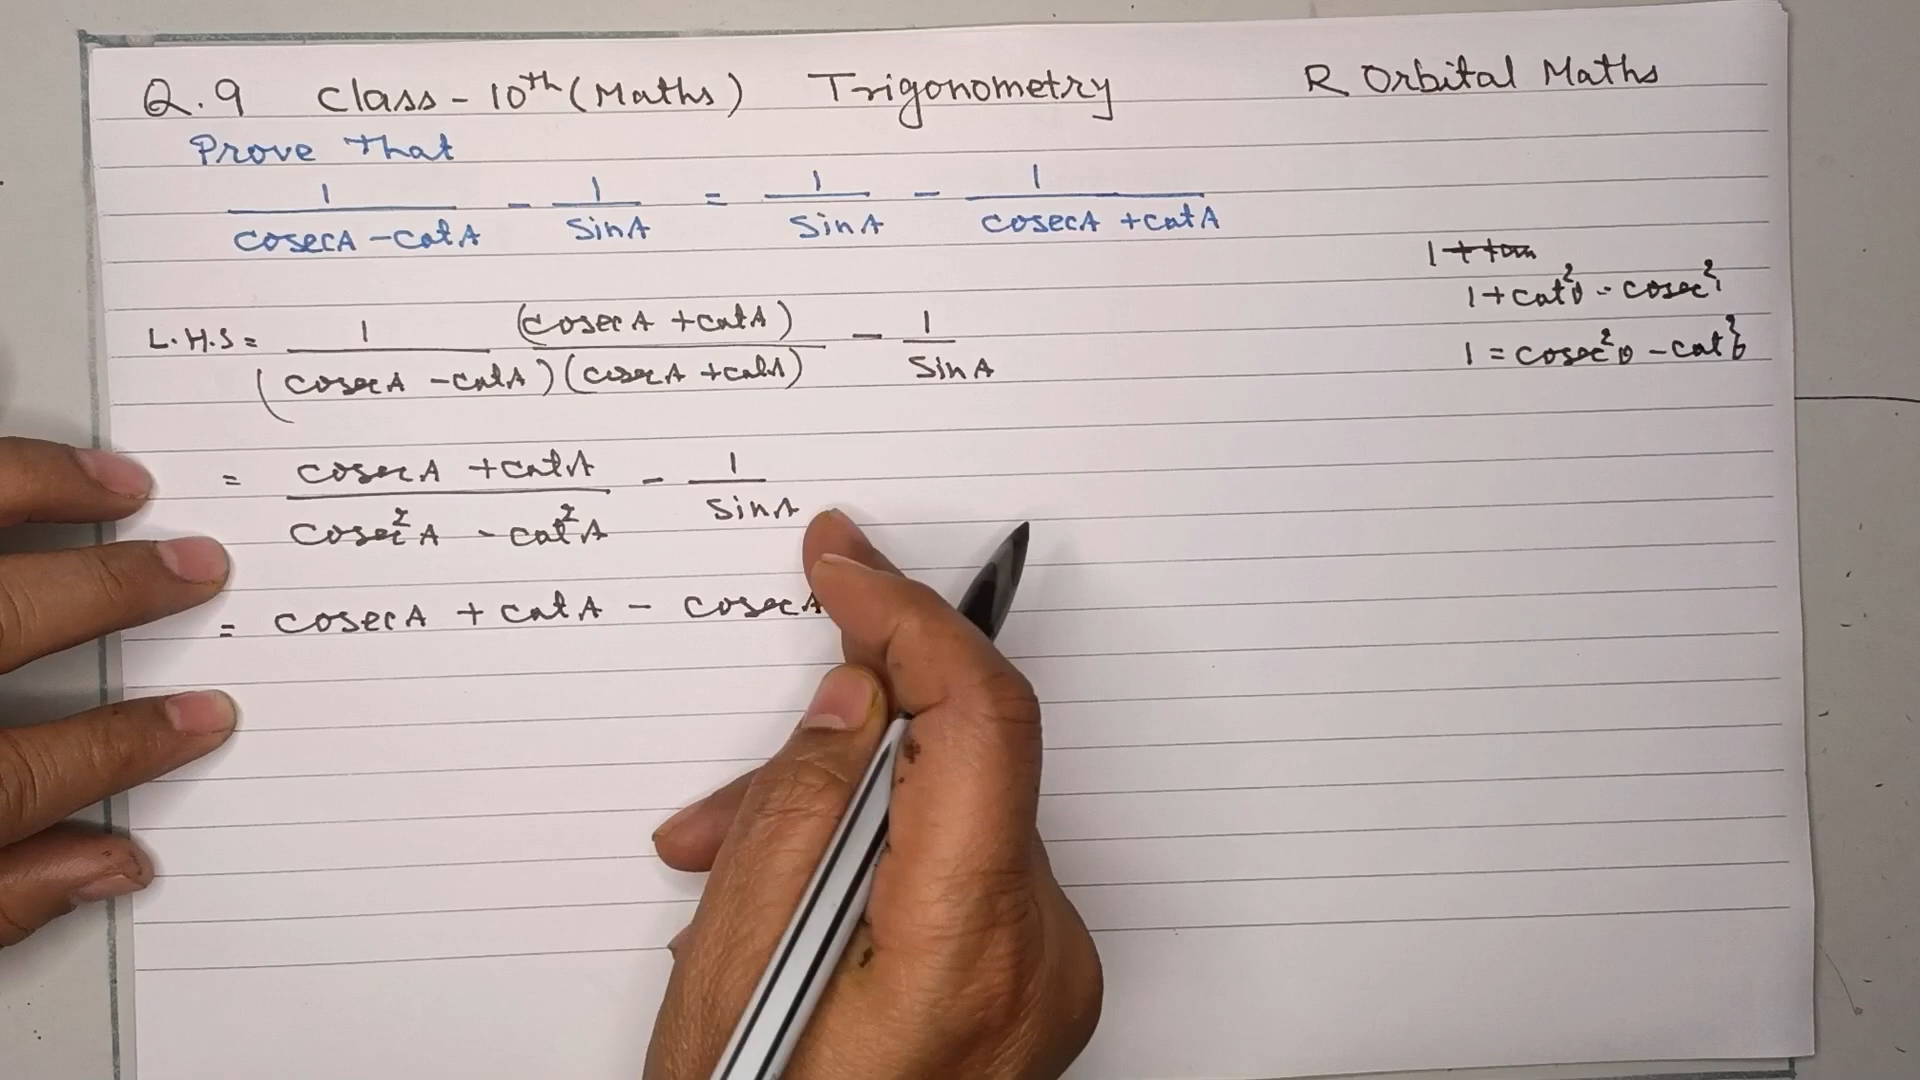 Q.9 Class-10th (Maths) Trigonometry R Orbital Maths
Prove that
1/(cosecA - cotA) - 1/SinA = 1/SinA - 1/(cosecA + cotA)
1 + tan
1 + cot²θ = cosec²
1 = cosec²θ - cot²θ
L.H.S = 1/(cosecA - cotA) (cosecA + cotA)/(cosecA + cotA) - 1/SinA
= (cosecA + cotA)/(cosec²A - cot²A) - 1/SinA
= cosecA + cotA - cosecA